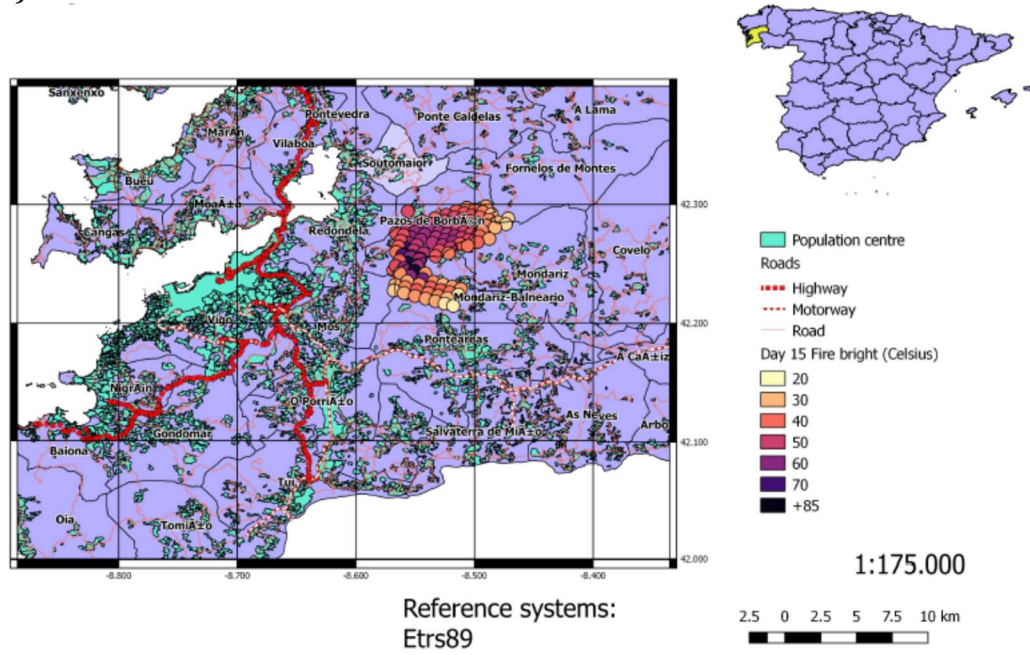 Sanxenxo
Pontevedra
Ponte Caldelas
A Lama
MarÃn
Vilaboa
Soutomaior
Fornelos de Montes
Bueu
MoaÃ±a
Cangas
Redondela
Pazos de BorbÃ©n
Covelo
Mondariz
Mondariz-Balneario
Vigo
Mos
Ponteareas
A CaÃ±iz
NigrÃ¡n
O PorriÃ±o
As Neves
Gondomar
Salvaterra de MiÃ±o
Arbo
Baiona
Tui
Oia
TomiÃ±o
42.300
42.200
42.100
42.000
-8.800
-8.700
-8.600
-8.500
-8.400
Population centre
Roads
Highway
Motorway
Road
Day 15 Fire bright (Celsius)
20
30
40
50
60
70
+85
1:175.000
Reference systems:
Etrs89
2.5 0 2.5 5 7.5 10 km